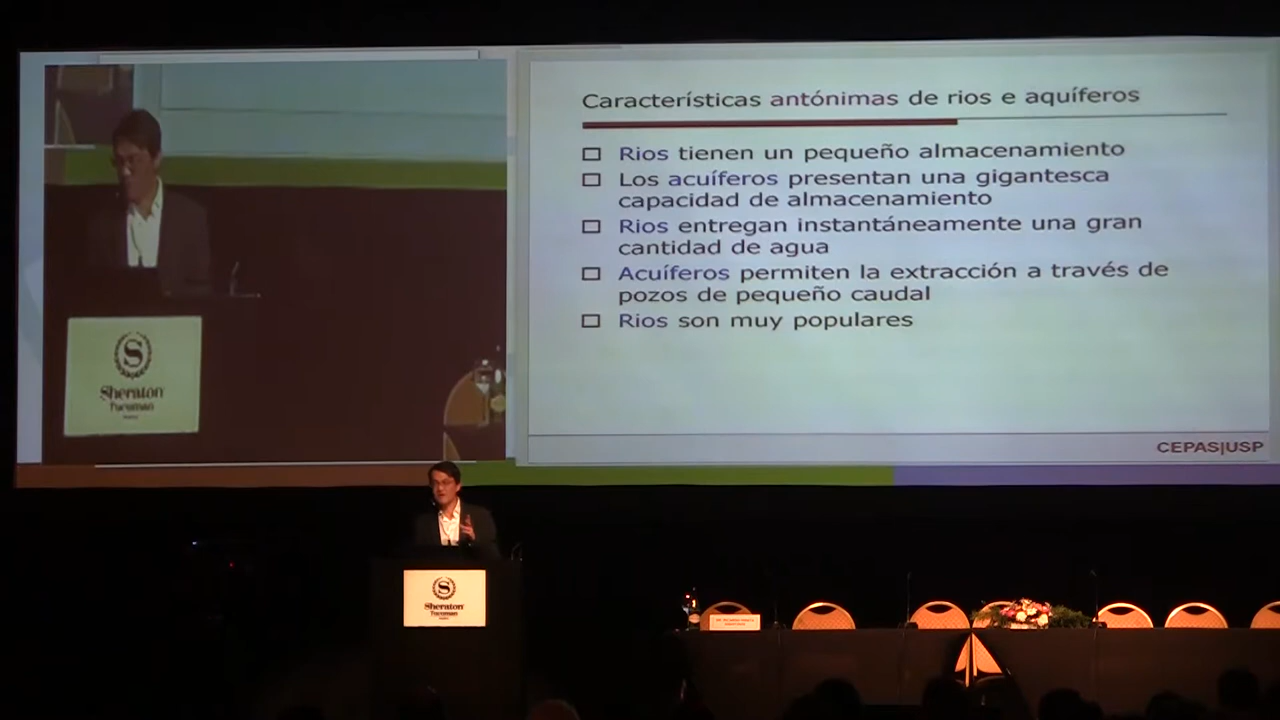 Características antónimas de rios e aquíferos
Rios tienen un pequeño almacenamiento
Los acuíferos presentan una gigantesca
capacidad de almacenamiento
Rios entregan instantáneamente una gran
cantidad de agua
Acuíferos permiten la extracción a través de
pozos de pequeño caudal
Rios son muy populares
CEPAS|USP
S
Sheraton
Tucuman
S
Sheraton
Tucuman